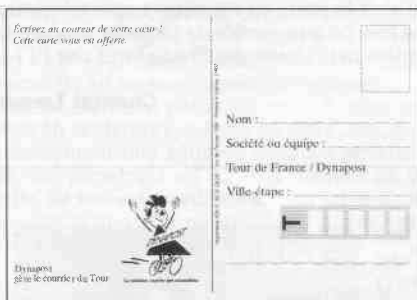 Écrivez au coureur de votre cœur !
Cette carte vous est offerte.
Dynapost
gère le courrier du Tour
Nom :
Société ou équipe :
Tour de France / Dynapost
Ville-étape :